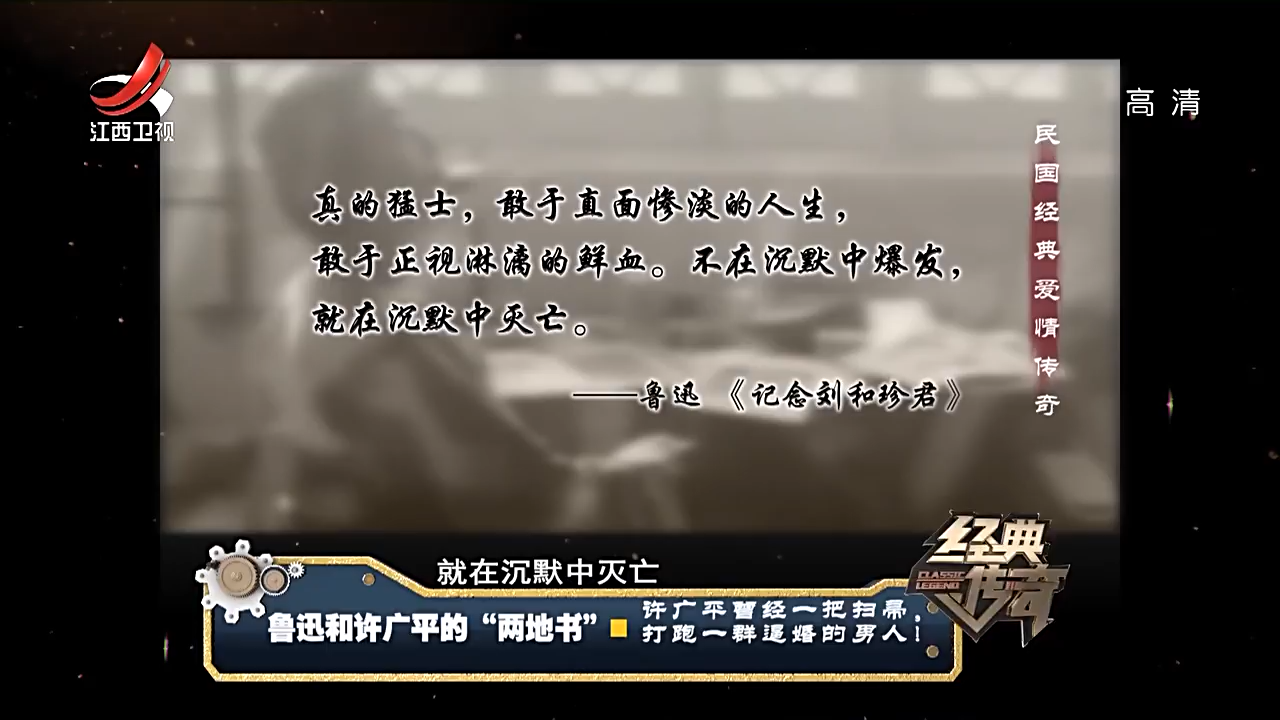 江西卫视
高清
民国经典爱情传奇
真的猛士，敢于直面惨淡的人生，
敢于正视淋漓的鲜血。不在沉默中爆发，
就在沉默中灭亡。
——鲁迅 《记念刘和珍君》
就在沉默中灭亡
经典
CLASSIC
LEGEND
传奇
鲁迅和许广平的“两地书”
许广平曾经一把扫帚，
打跑一群逼婚的男人！